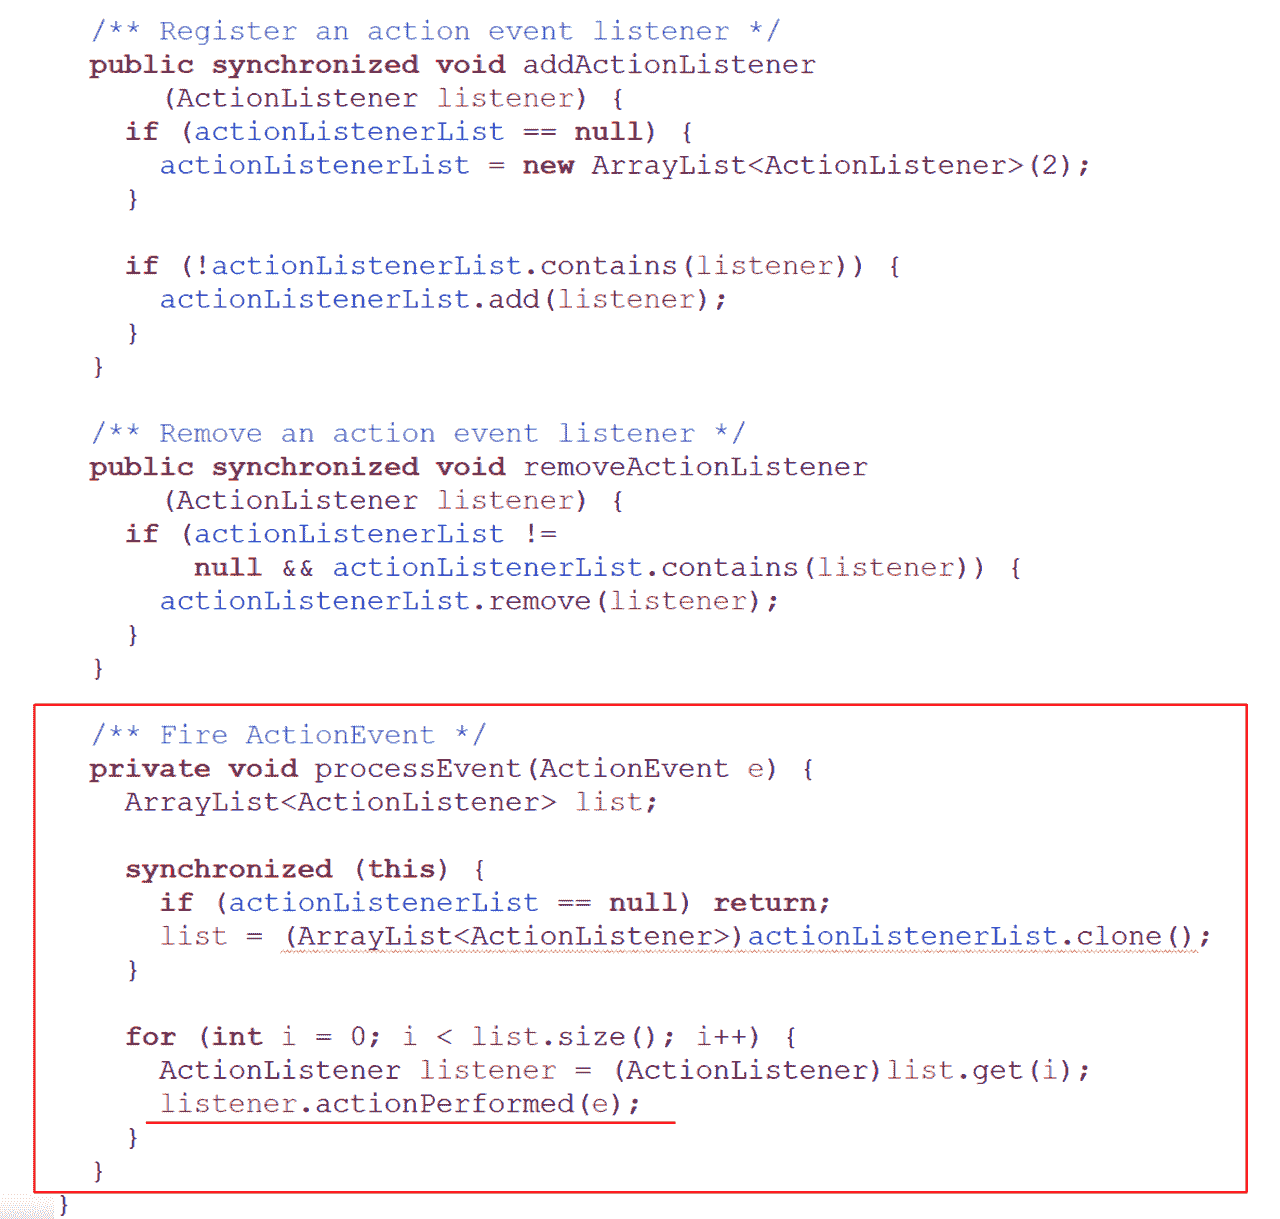 /** Register an action event listener */
public synchronized void addActionListener
(ActionListener listener) {
if (actionListenerList == null) {
actionListenerList = new ArrayList<ActionListener>(2);
}
if (!actionListenerList.contains(listener)) {
actionListenerList.add(listener);
}
}
/** Remove an action event listener */
public synchronized void removeActionListener
(ActionListener listener) {
if (actionListenerList !=
null && actionListenerList.contains(listener)) {
actionListenerList.remove(listener);
}
}
/** Fire ActionEvent */
private void processEvent(ActionEvent e) {
ArrayList<ActionListener> list;
synchronized (this) {
if (actionListenerList == null) return;
list = (ArrayList<ActionListener>)actionListenerList.clone();
}
for (int i = 0; i < list.size(); i++) {
ActionListener listener = (ActionListener)list.get(i);
listener.actionPerformed(e);
}
}
}